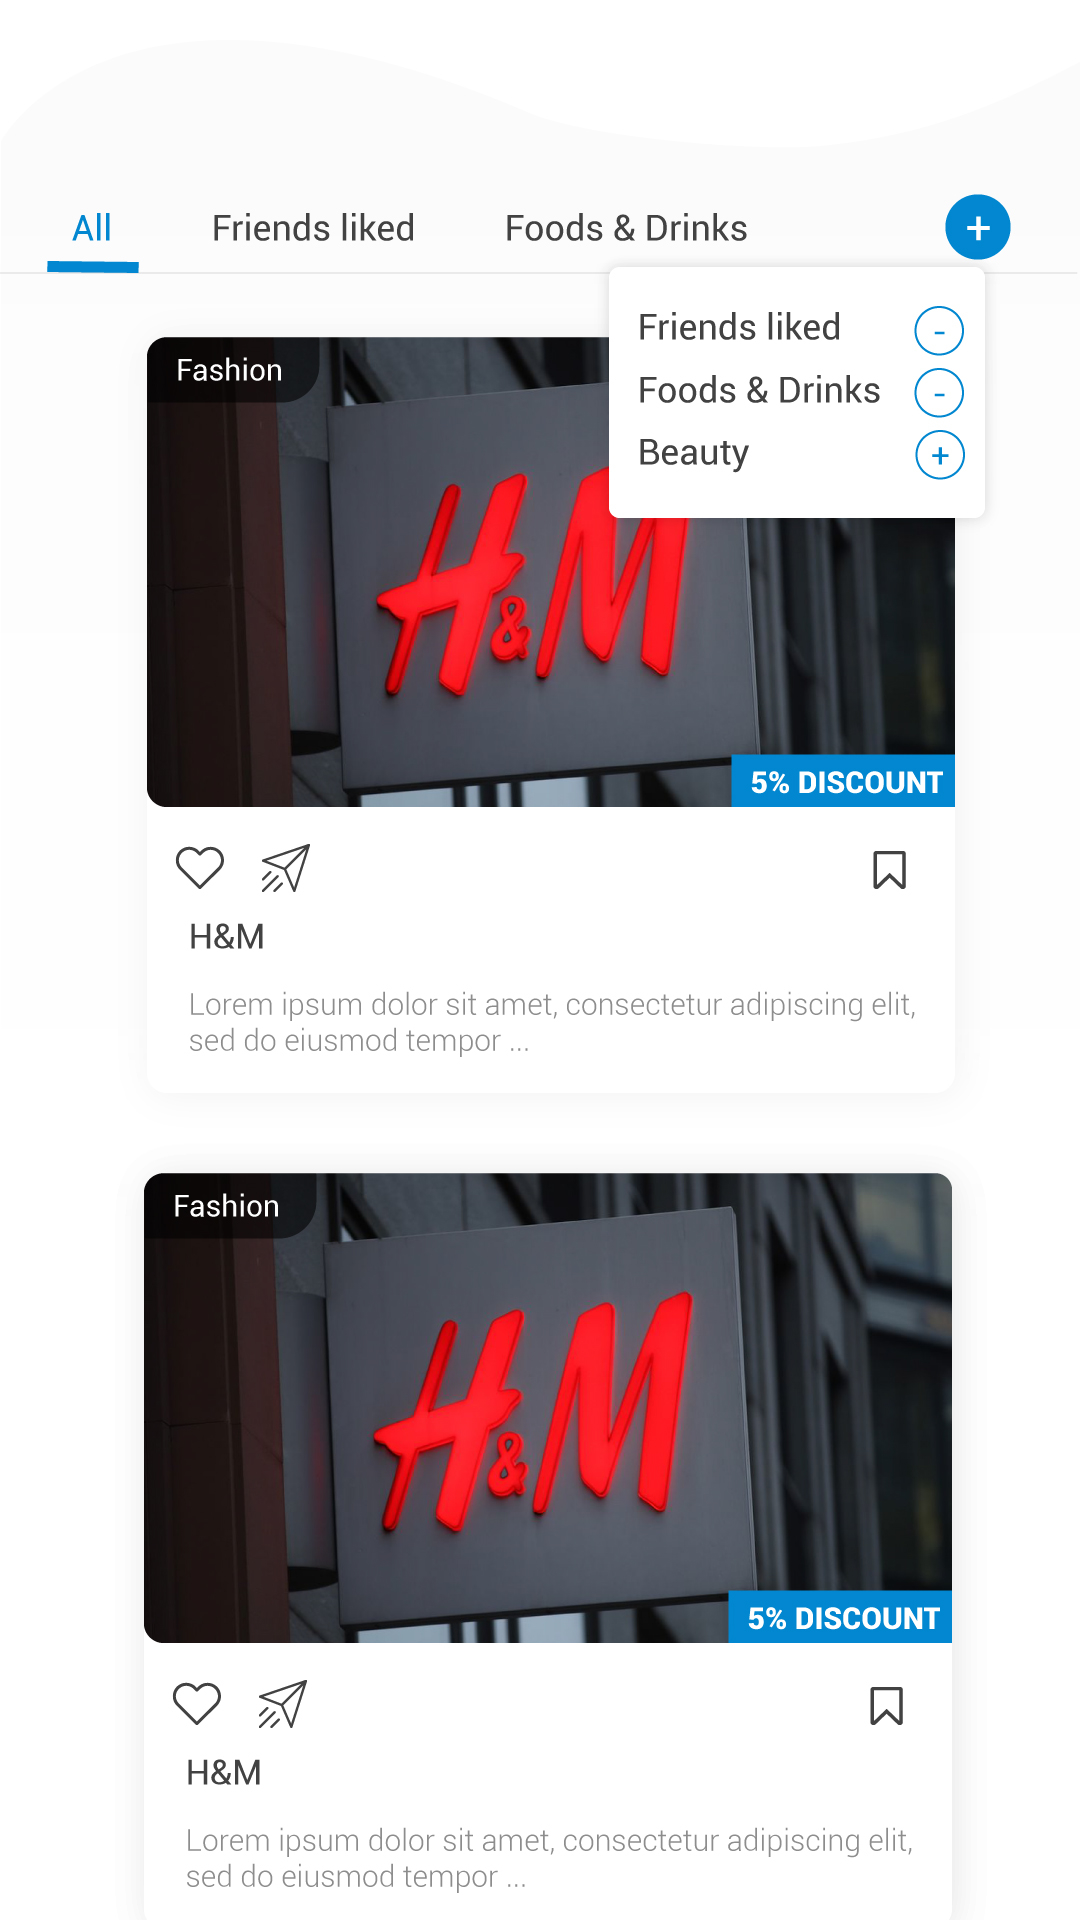 All
Friends liked
Foods & Drinks
+
Friends liked
-
Foods & Drinks
-
Beauty
+
Fashion
H&M
5% DISCOUNT
H&M
Lorem ipsum dolor sit amet, consectetur adipiscing elit,
sed do eiusmod tempor ...
Fashion
H&M
5% DISCOUNT
H&M
Lorem ipsum dolor sit amet, consectetur adipiscing elit,
sed do eiusmod tempor ...